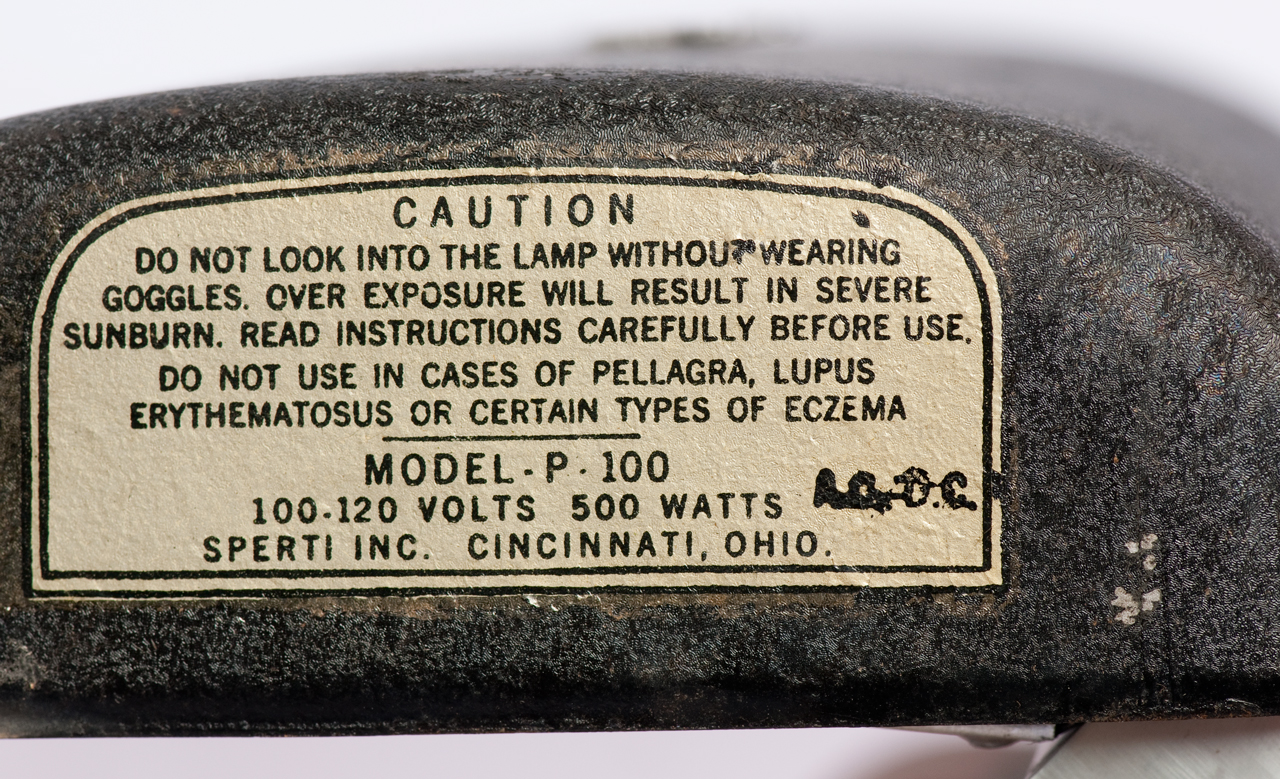 CAUTION
DO NOT LOOK INTO THE LAMP WITHOUT WEARING
GOGGLES. OVER EXPOSURE WILL RESULT IN SEVERE
SUNBURN. READ INSTRUCTIONS CAREFULLY BEFORE USE.
DO NOT USE IN CASES OF PELLAGRA, LUPUS
ERYTHEMATOSUS OR CERTAIN TYPES OF ECZEMA
MODEL-P-100
100-120 VOLTS 500 WATTS A.C.-D.C.
SPERTI INC. CINCINNATI, OHIO.